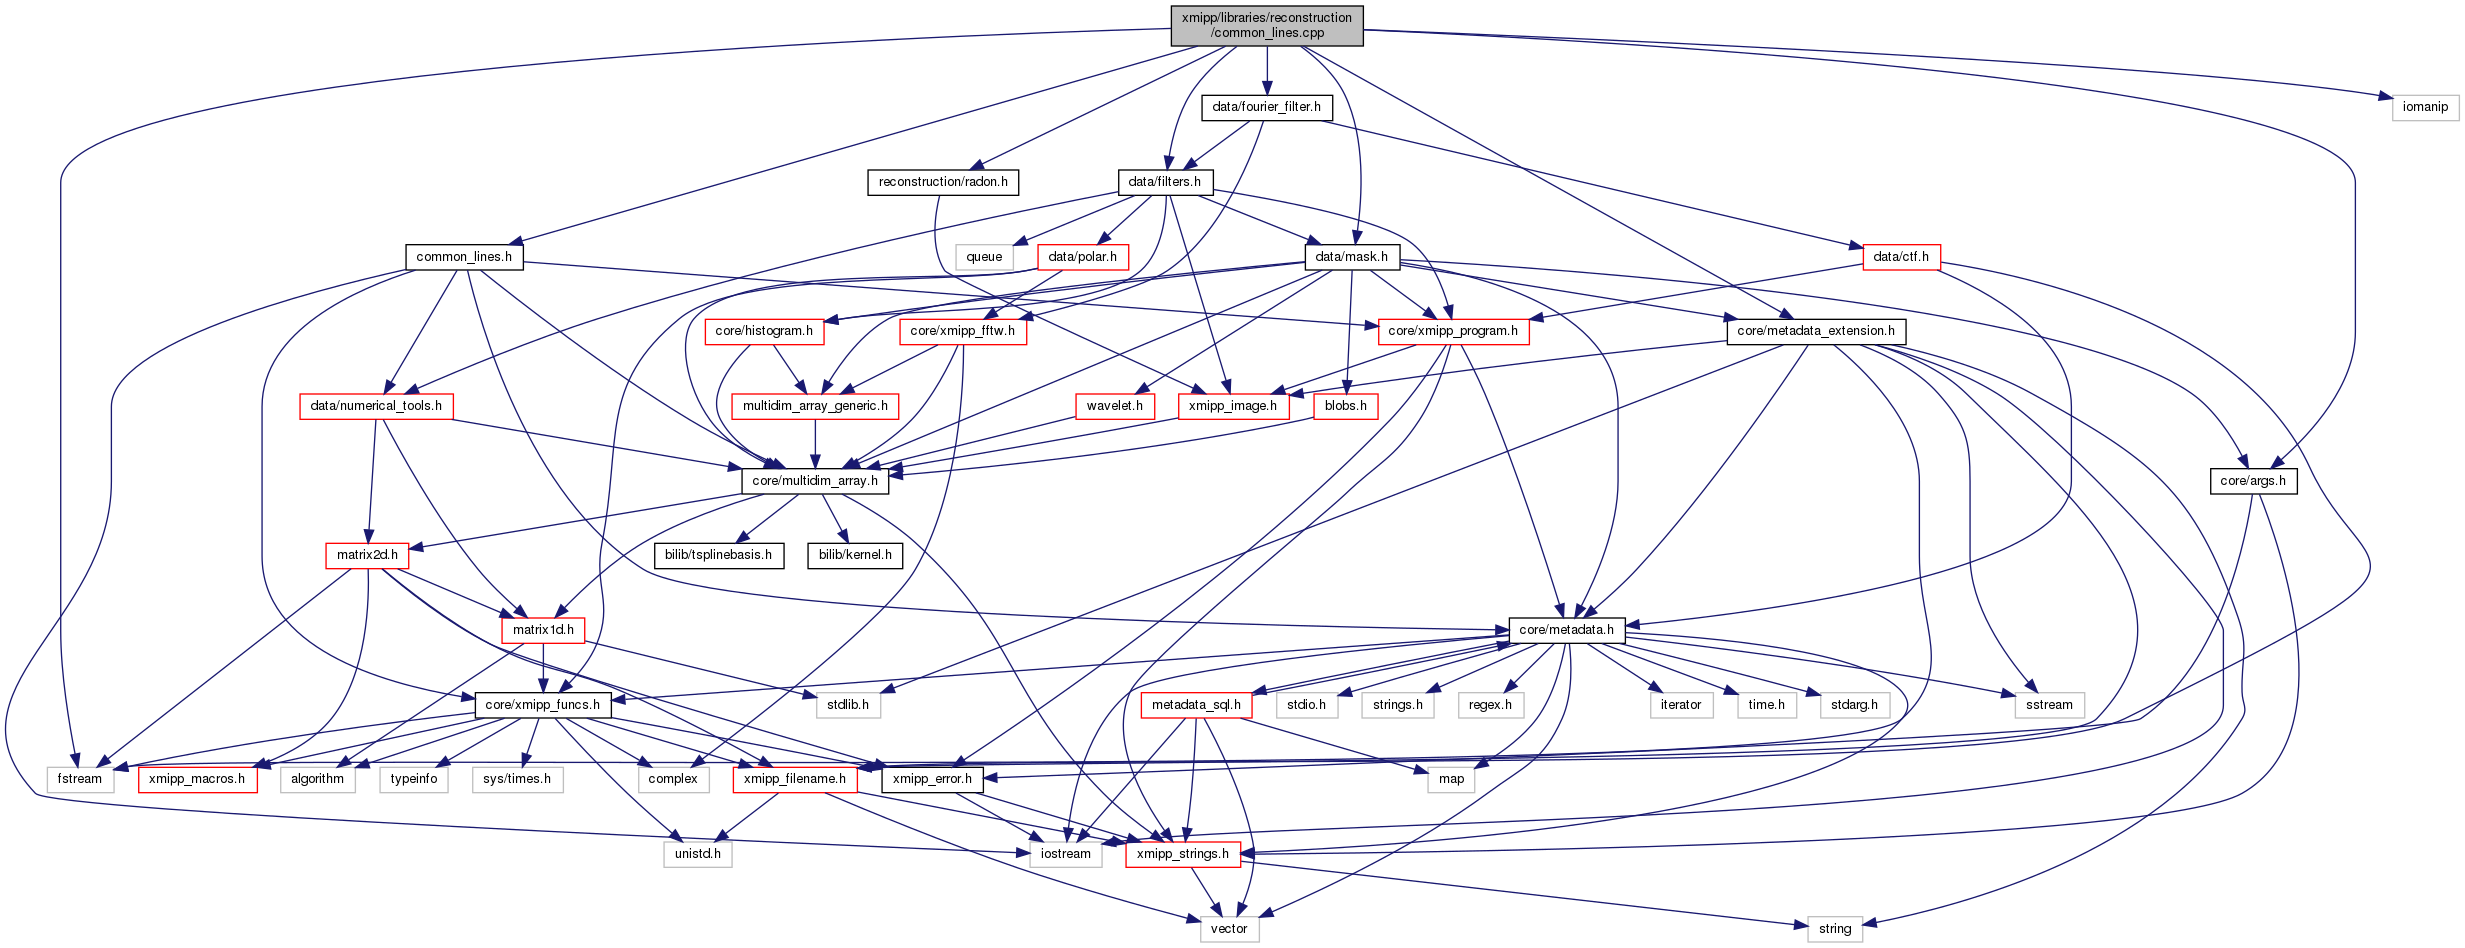 xmipp/libraries/reconstruction
/common_lines.cpp
data/fourier_filter.h
iomanip
reconstruction/radon.h
data/filters.h
common_lines.h
queue
data/polar.h
data/mask.h
data/ctf.h
core/histogram.h
core/xmipp_fftw.h
core/xmipp_program.h
core/metadata_extension.h
data/numerical_tools.h
multidim_array_generic.h
wavelet.h
xmipp_image.h
blobs.h
core/multidim_array.h
core/args.h
matrix2d.h
bilib/tsplinebasis.h
bilib/kernel.h
matrix1d.h
core/metadata.h
core/xmipp_funcs.h
stdlib.h
metadata_sql.h
stdio.h
strings.h
regex.h
iterator
time.h
stdarg.h
sstream
fstream
xmipp_macros.h
algorithm
typeinfo
sys/times.h
complex
xmipp_filename.h
xmipp_error.h
map
unistd.h
iostream
xmipp_strings.h
vector
string